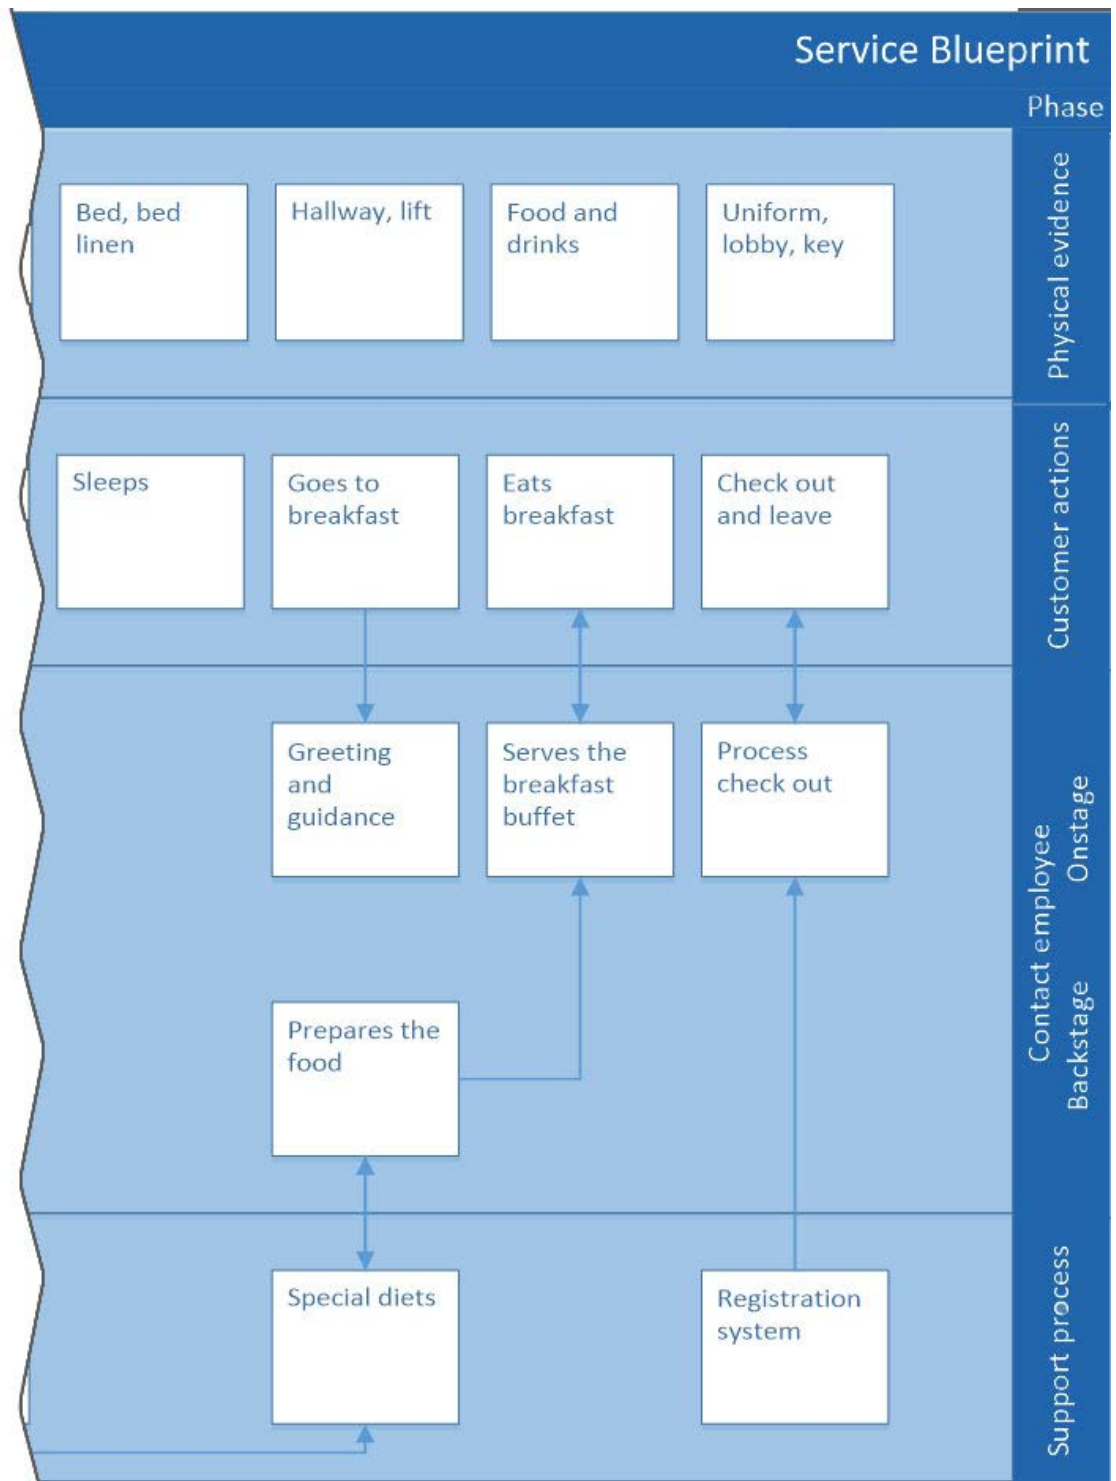 Service Blueprint
Phase
Physical evidence
Bed, bed
linen
Hallway, lift
Food and
drinks
Uniform,
lobby, key
Customer actions
Sleeps
Goes to
breakfast
Eats
breakfast
Check out
and leave
Contact employee
Onstage
Greeting
and
guidance
Serves the
breakfast
buffet
Process
check out
Backstage
Prepares the
food
Support process
Special diets
Registration
system